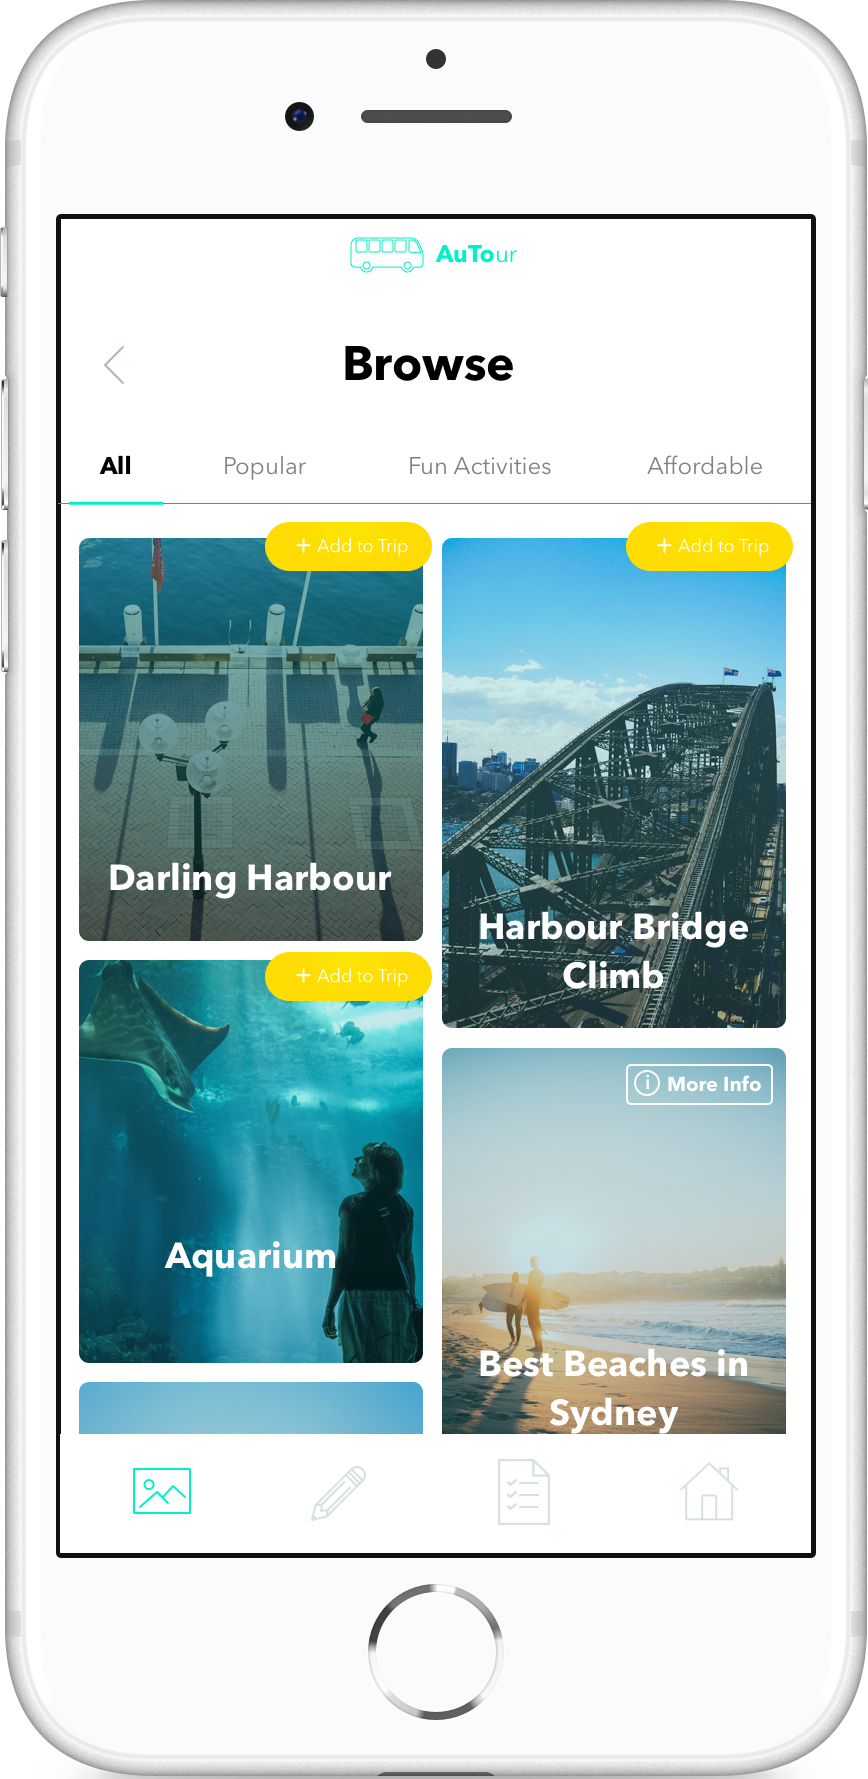 AuTour
Browse
All
Popular
Fun Activities
Affordable
+ Add to Trip
+ Add to Trip
Darling Harbour
Harbour Bridge
Climb
+ Add to Trip
i More Info
Aquarium
Best Beaches in
Sydney